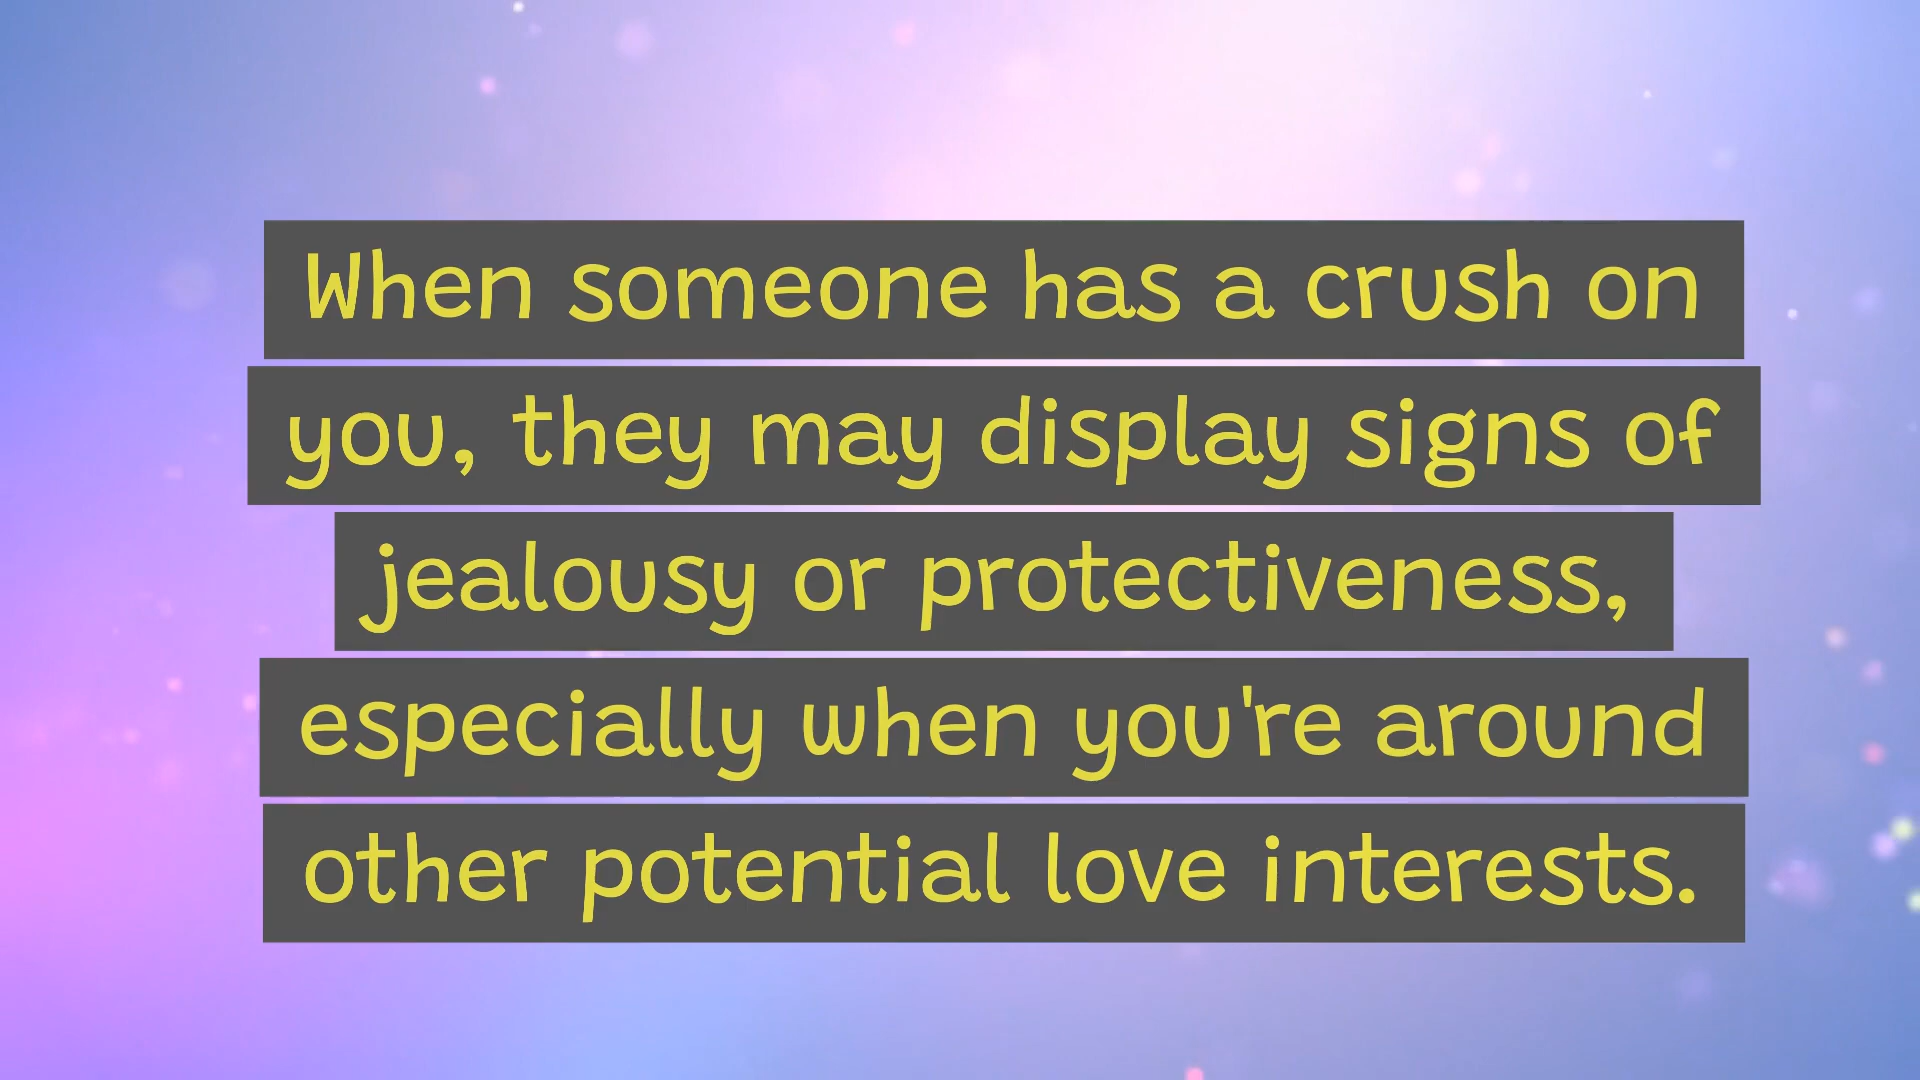 When someone has a crush on
you, they may display signs of
jealousy or protectiveness,
especially when you're around
other potential love interests.